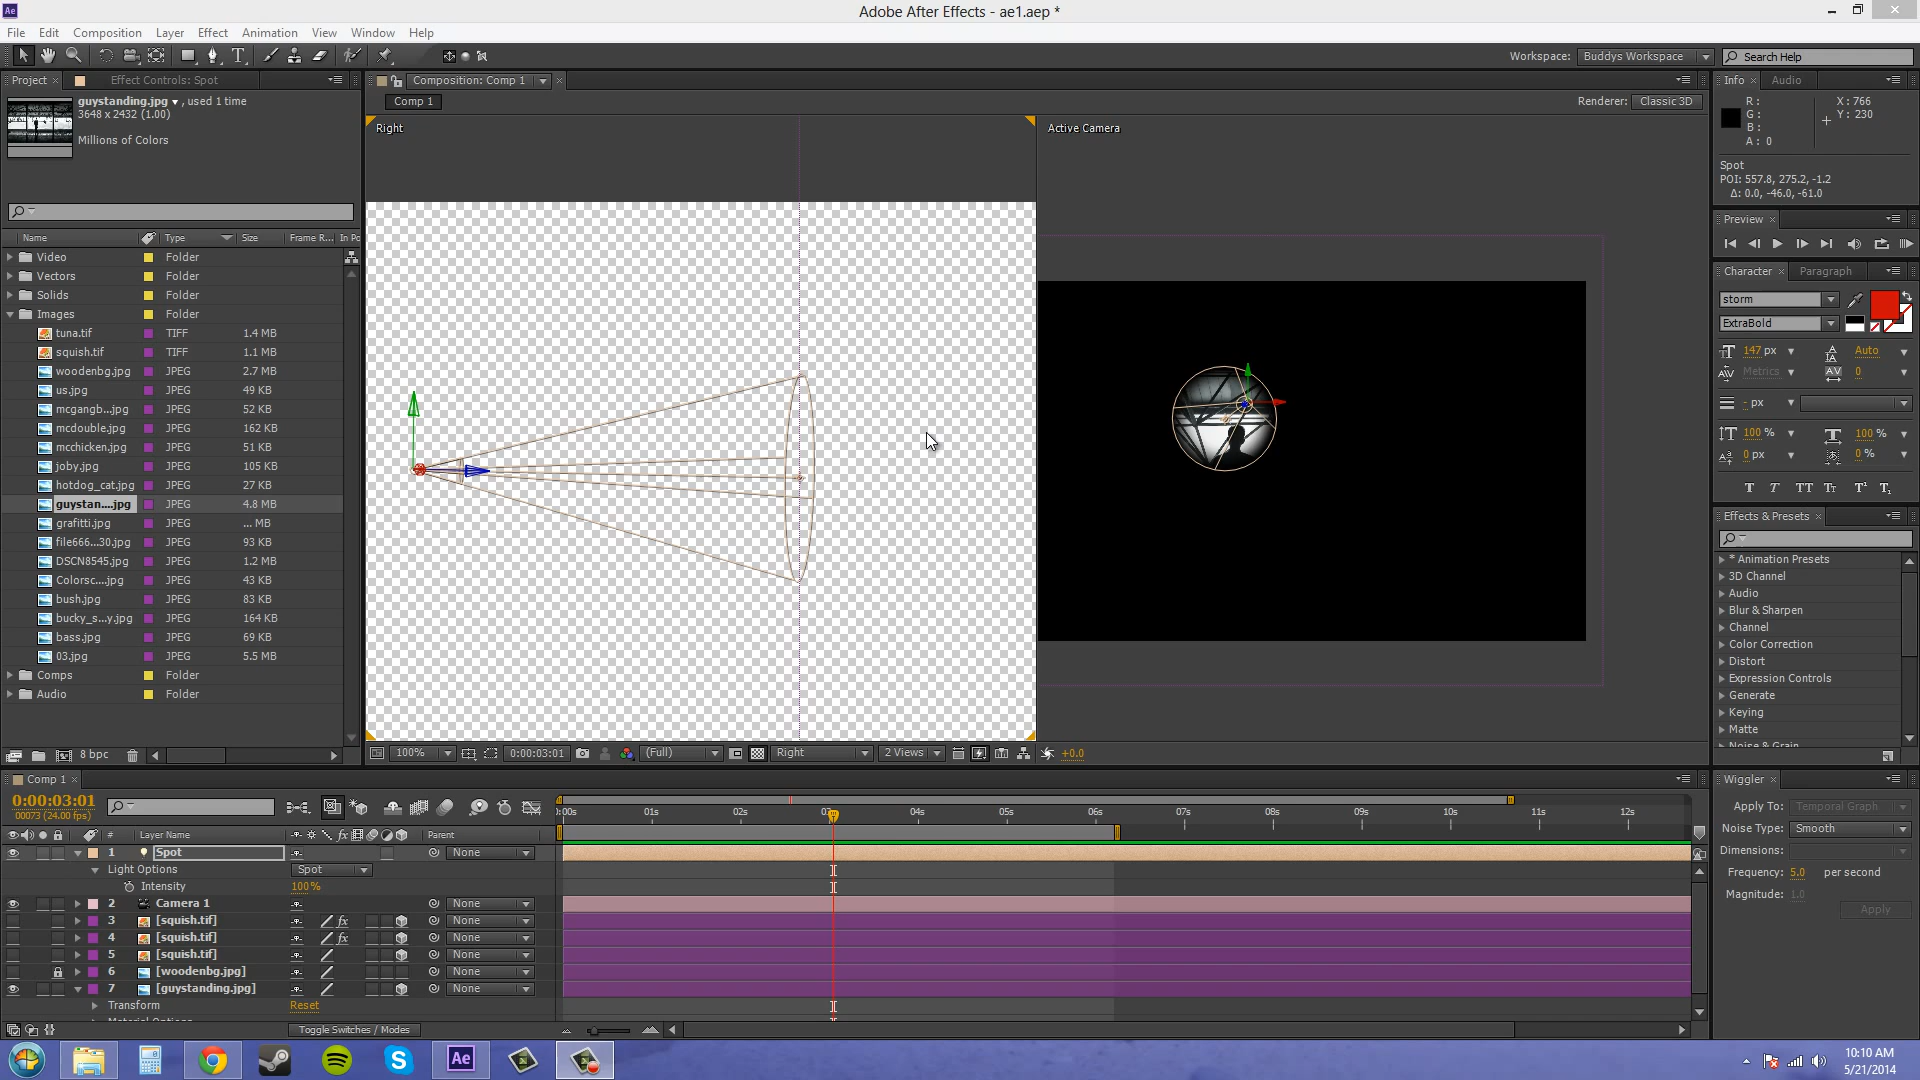 Adobe After Effects - ae1.aep *
File Edit Composition Layer Effect Animation View Window Help
Workspace: Buddys Workspace Search Help
Project Effect Controls: Spot
guystanding.jpg , used 1 time
3648 x 2432 (1.00)
Millions of Colors
Name Type Size Frame R... In Po
Video Folder
Vectors Folder
Solids Folder
Images Folder
tuna.tif TIFF 1.4 MB
squish.tif TIFF 1.1 MB
woodenbg.jpg JPEG 2.7 MB
us.jpg JPEG 49 KB
mcgangb...jpg JPEG 52 KB
mcdouble.jpg JPEG 162 KB
mcchicken.jpg JPEG 51 KB
joby.jpg JPEG 105 KB
hotdog_cat.jpg JPEG 27 KB
guystan....jpg JPEG 4.8 MB
grafitti.jpg JPEG ... MB
file666...30.jpg JPEG 93 KB
DSCN8545.jpg JPEG 1.2 MB
Colorsc....jpg JPEG 43 KB
bush.jpg JPEG 83 KB
bucky_s...y.jpg JPEG 164 KB
bass.jpg JPEG 69 KB
03.jpg JPEG 5.5 MB
Comps Folder
Audio Folder
8 bpc
Composition: Comp 1
Comp 1
Renderer: Classic 3D
Right
Active Camera
100% 0:00:03:01 (Full) Right 2 Views +0.0
Info Audio
R: X: 766
G: Y: 230
B:
A: 0
Spot
POI: 557.8, 275.2, -1.2
Δ: 0.0, -46.0, -61.0
Preview
Character Paragraph
storm
ExtraBold
147 px Auto
Metrics 0
- px
100 % 100 %
0 px 0 %
T T TT Tt T¹ T₁
Effects & Presets
* Animation Presets
3D Channel
Audio
Blur & Sharpen
Channel
Color Correction
Distort
Expression Controls
Generate
Keying
Matte
Noise & Grain
Comp 1
0:00:03:01
00073 (24.00 fps)
# Layer Name fx Parent
1 Spot None
Light Options Spot
Intensity 100%
2 Camera 1 None
3 [squish.tif] fx None
4 [squish.tif] fx None
5 [squish.tif] None
6 [woodenbg.jpg] None
7 [guystanding.jpg] None
Transform Reset
Toggle Switches / Modes
01s 02s 04s 05s 06s 07s 08s 09s 10s 11s 12s
Wiggler
Apply To: Temporal Graph
Noise Type: Smooth
Dimensions:
Frequency: 5.0 per second
Magnitude: 1.0
Apply
10:10 AM
5/21/2014